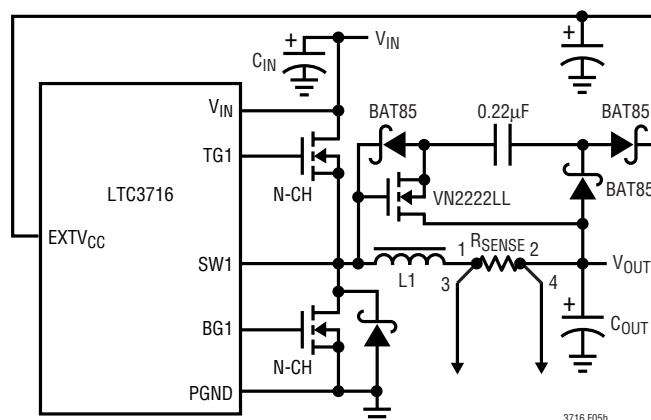 +
C_IN
V_IN
+
V_IN
TG1
N-CH
LTC3716
BAT85
0.22μF
BAT85
VN2222LL
BAT85
EXTV_CC
SW1
L1
1
R_SENSE
2
3
4
V_OUT
BG1
N-CH
+
C_OUT
PGND
3716 F05b